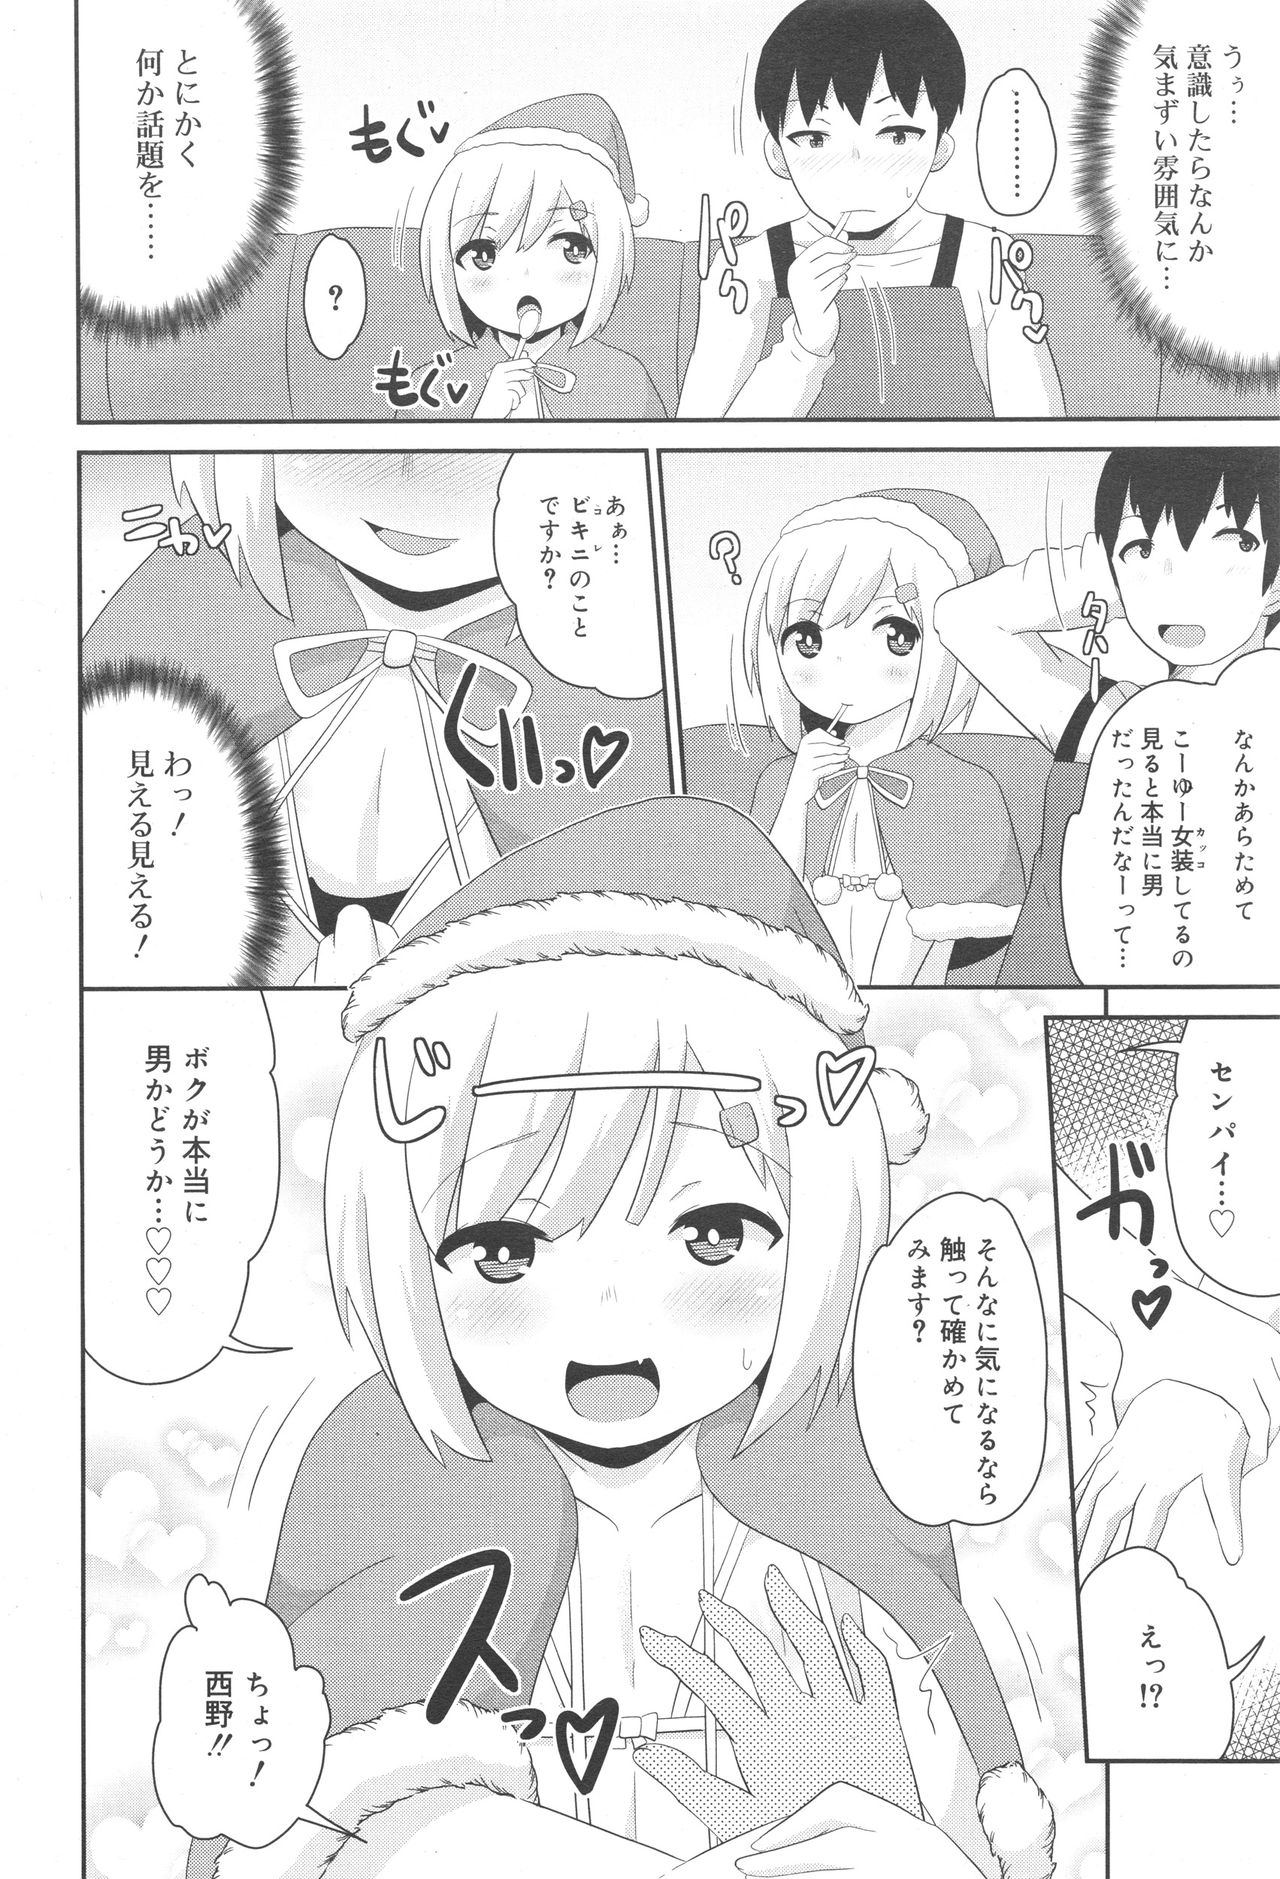 うぅ…
意識したらなんか
気まずい雰囲気に…
………
パク
パク♡
もぐ♡
もぐ♡
?
とにかく
何か話題を……
なんかあらためて
こーゆー女装してるの
カッコ
見ると本当に男
だったんだなーって…
?
あぁ…
ビキニのこと
コレ
ですか?
ニヤ♡
ぐいっ♡
わっ!
見える見える!
センパイ…♡
ガっ♡
えっ!?
そんなに気になるなら
触って確かめて
みます?
じーっ♡
ボクが本当に
男かどうか…♡♡♡
スっ♡
ちょっ!
西野!!